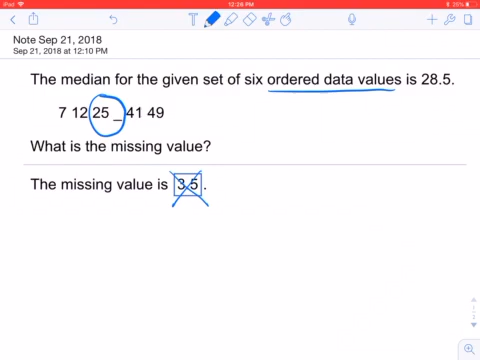 iPad
12:26 PM
25%
T
Note Sep 21, 2018
Sep 21, 2018 at 12:10 PM
The median for the given set of six ordered data values is 28.5.
7 12 25 _ 41 49
What is the missing value?
The missing value is 3.5.